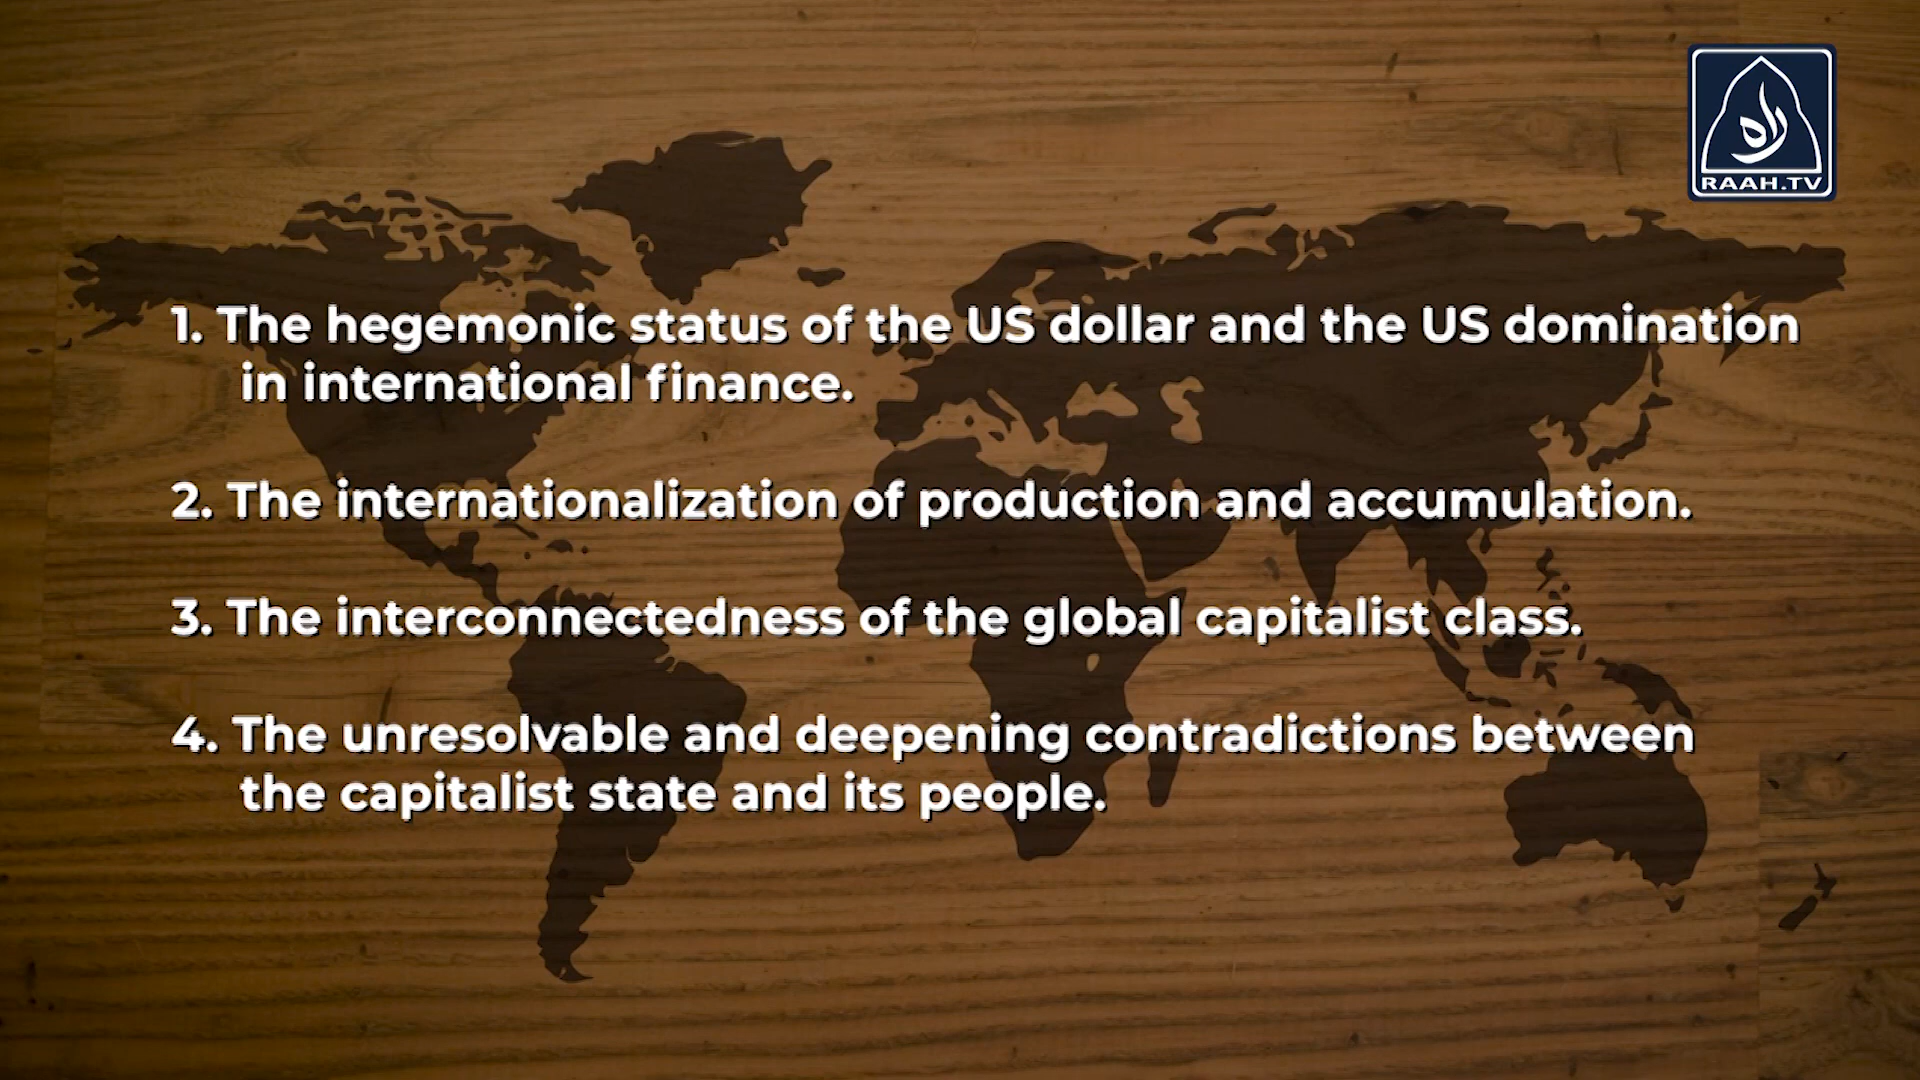 راه
RAAH.TV
1. The hegemonic status of the US dollar and the US domination
in international finance.
2. The internationalization of production and accumulation.
3. The interconnectedness of the global capitalist class.
4. The unresolvable and deepening contradictions between
the capitalist state and its people.